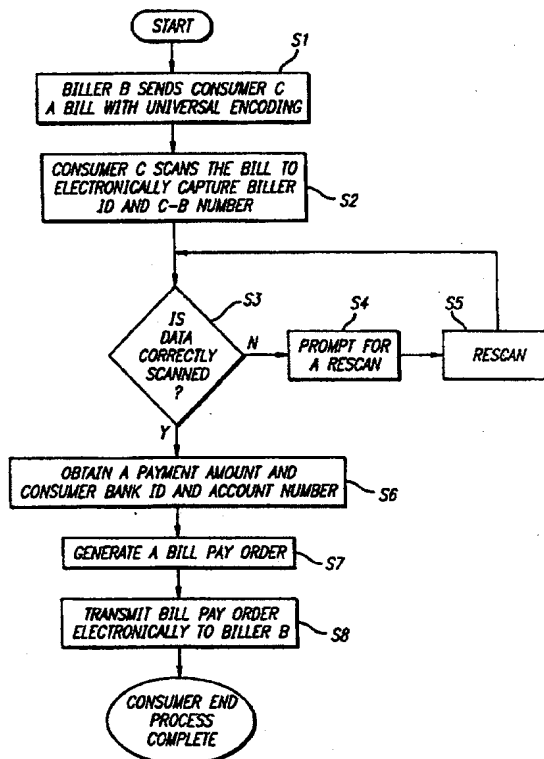 START
S1
BILLER B SENDS CONSUMER C
A BILL WITH UNIVERSAL ENCODING
CONSUMER C SCANS THE BILL TO
ELECTRONICALLY CAPTURE BILLER
ID AND C-B NUMBER
S2
S3
IS
DATA
CORRECTLY
SCANNED
?
N
S4
PROMPT FOR
A RESCAN
S5
RESCAN
Y
OBTAIN A PAYMENT AMOUNT AND
CONSUMER BANK ID AND ACCOUNT NUMBER
S6
GENERATE A BILL PAY ORDER
S7
TRANSMIT BILL PAY ORDER
ELECTRONICALLY TO BILLER B
S8
CONSUMER END
PROCESS
COMPLETE